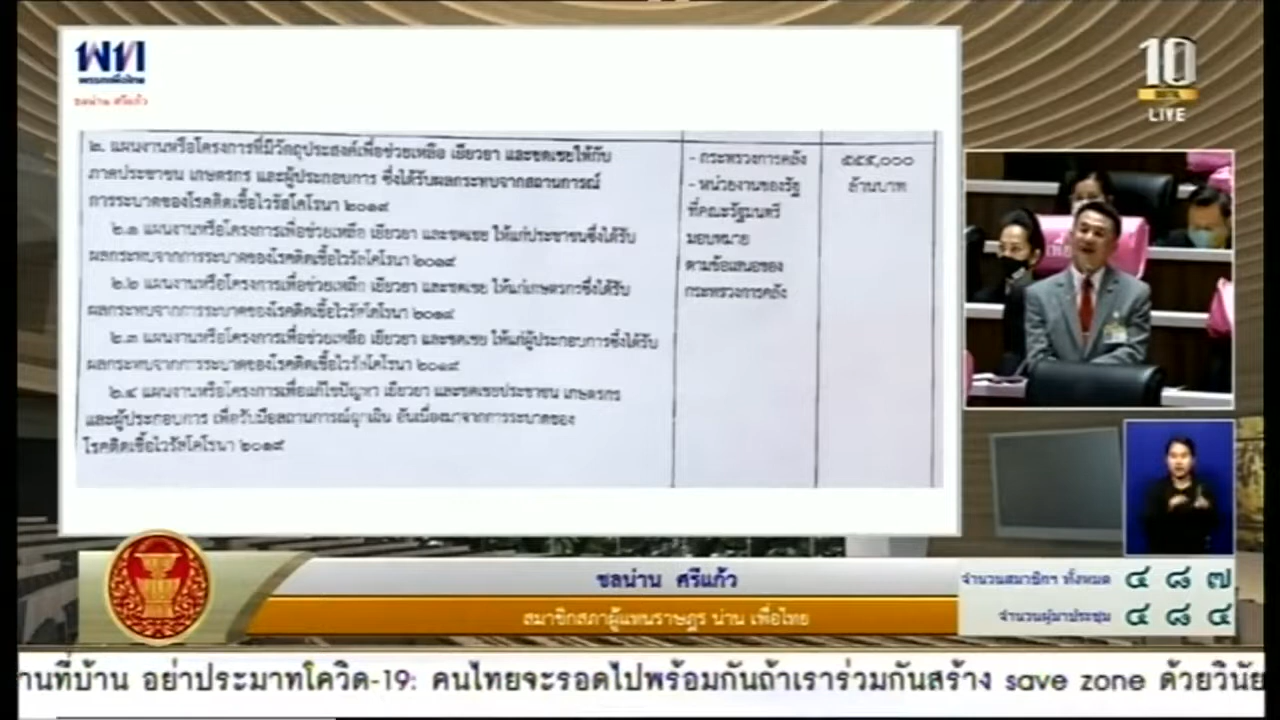 พท
พรรคเพื่อไทย
ชลน่าน ศรีแก้ว
10
LIVE
๒. แผนงานหรือโครงการที่มีวัตถุประสงค์เพื่อช่วยเหลือ เยียวยา และชดเชยให้กับ
ภาคประชาชน เกษตรกร และผู้ประกอบการ ซึ่งได้รับผลกระทบจากสถานการณ์
การระบาดของโรคติดเชื้อไวรัสโคโรนา ๒๐๑๙
๒.๑ แผนงานหรือโครงการเพื่อช่วยเหลือ เยียวยา และชดเชย ให้แก่ประชาชนซึ่งได้รับ
ผลกระทบจากการระบาดของโรคติดเชื้อไวรัสโคโรนา ๒๐๑๙
๒.๒ แผนงานหรือโครงการเพื่อช่วยเหลือ เยียวยา และชดเชย ให้แก่เกษตรกรซึ่งได้รับ
ผลกระทบจากการระบาดของโรคติดเชื้อไวรัสโคโรนา ๒๐๑๙
๒.๓ แผนงานหรือโครงการเพื่อช่วยเหลือ เยียวยา และชดเชย ให้แก่ผู้ประกอบการซึ่งได้รับ
ผลกระทบจากการระบาดของโรคติดเชื้อไวรัสโคโรนา ๒๐๑๙
๒.๔ แผนงานหรือโครงการเพื่อแก้ไขปัญหา เยียวยา และชดเชยประชาชน เกษตรกร
และผู้ประกอบการ เพื่อรับมือสถานการณ์ฉุกเฉิน อันเนื่องมาจากการระบาดของ
โรคติดเชื้อไวรัสโคโรนา ๒๐๑๙
- กระทรวงการคลัง
- หน่วยงานของรัฐ
ที่คณะรัฐมนตรี
มอบหมาย
ตามข้อเสนอของ
กระทรวงการคลัง
๕๕๕,๐๐๐
ล้านบาท
ชลน่าน ศรีแก้ว
สมาชิกสภาผู้แทนราษฎร น่าน เพื่อไทย
จำนวนสมาชิกฯ ทั้งหมด ๔ ๘ ๗
จำนวนผู้มาประชุม ๔ ๘ ๔
านที่บ้าน อย่าประมาทโควิด-19: คนไทยจะรอดไปพร้อมกันถ้าเราร่วมกันสร้าง save zone ด้วยวินัย